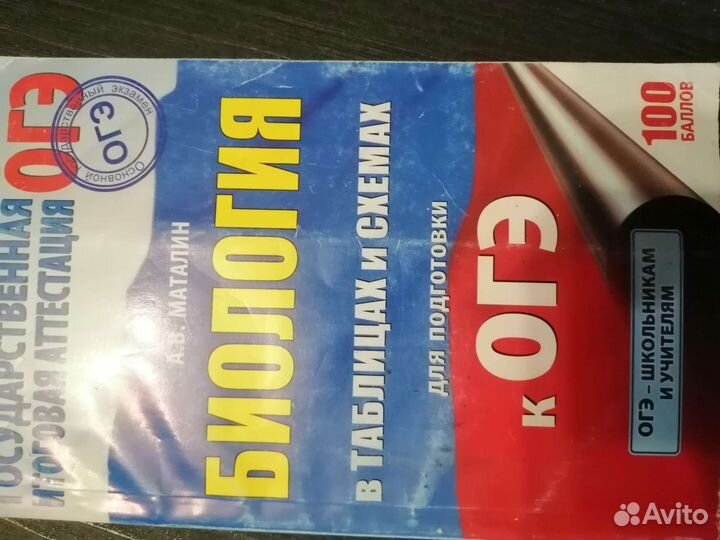 ГОСУДАРСТВЕННАЯ
ИТОГОВАЯ АТТЕСТАЦИЯ
ОГЭ
Основной государственный экзамен
ОГЭ
А.В. МАТАЛИН
БИОЛОГИЯ
В ТАБЛИЦАХ и СХЕМАХ
ДЛЯ ПОДГОТОВКИ
к ОГЭ
ОГЭ – ШКОЛЬНИКАМ
И УЧИТЕЛЯМ
100
БАЛЛОВ
Avito